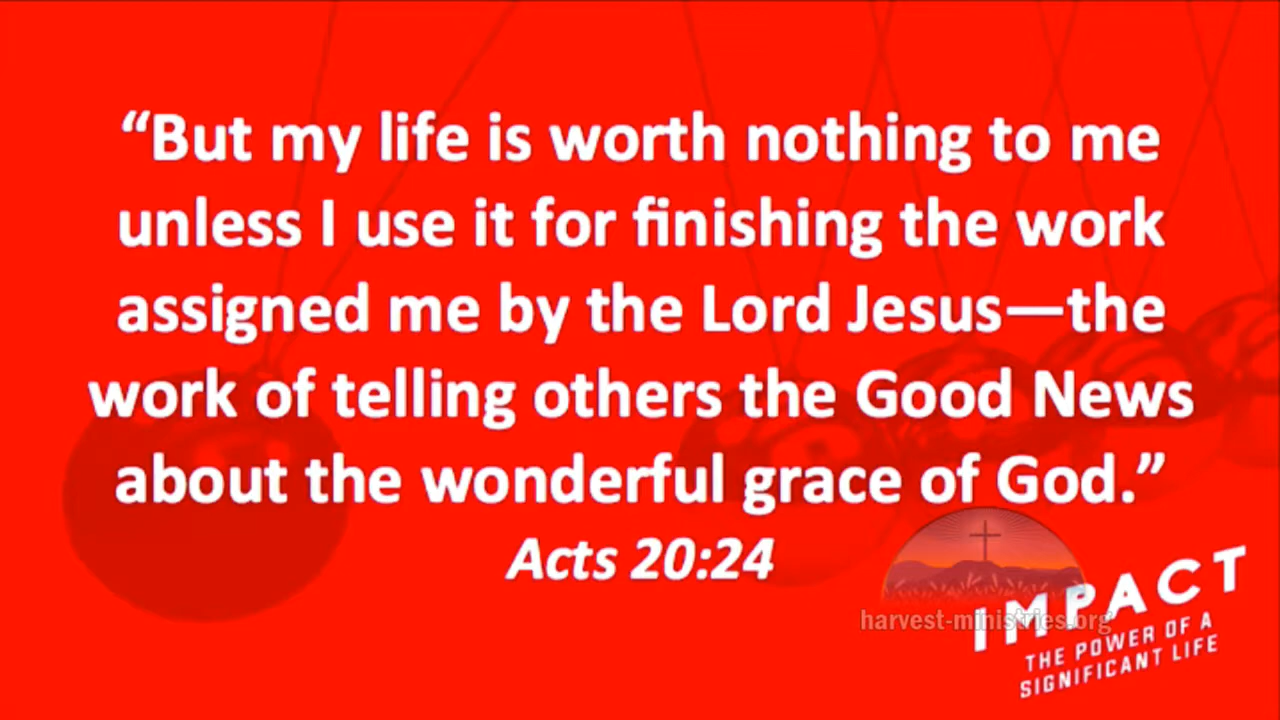 “But my life is worth nothing to me
unless I use it for finishing the work
assigned me by the Lord Jesus—the
work of telling others the Good News
about the wonderful grace of God.”
Acts 20:24
harvest-ministries.org
IMPACT
THE POWER OF A
SIGNIFICANT LIFE